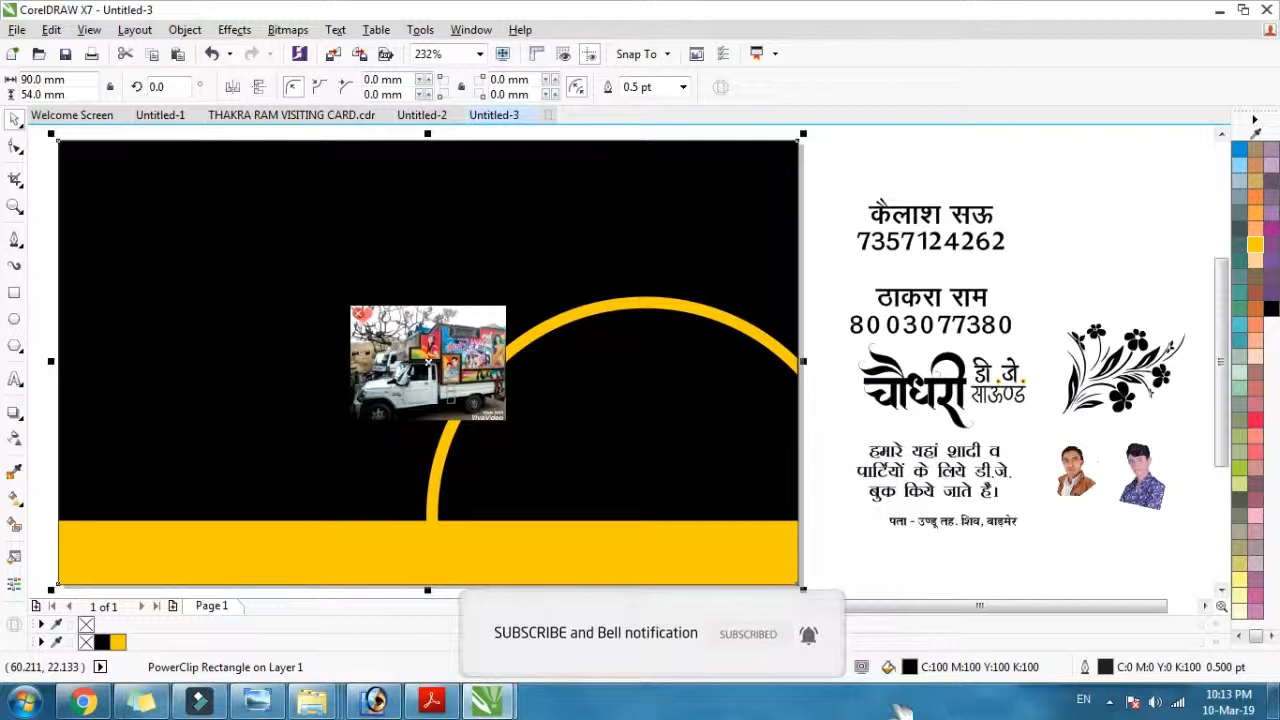 CorelDRAW X7 - Untitled-3
File Edit View Layout Object Effects Bitmaps Text Table Tools Window Help
232% Snap To
90.0 mm
54.0 mm
0.0
0.0 mm
0.0 mm
0.0 mm
0.0 mm
0.5 pt
Welcome Screen Untitled-1 THAKRA RAM VISITING CARD.cdr Untitled-2 Untitled-3
कैलाश सऊ
7357124262
ठाकरा राम
8003077380
चौधरी डी.जे.
साऊण्ड
हमारे यहां शादी व
पार्टियों के लिये डी.जे.
बुक किये जाते है।
पता - उण्डू तह. शिव, बाड़मेर
VivaVideo
1 of 1 Page 1
SUBSCRIBE and Bell notification SUBSCRIBED
(60.211, 22.133) PowerClip Rectangle on Layer 1 C:100 M:100 Y:100 K:100 C:0 M:0 Y:0 K:100 0.500 pt
EN 10:13 PM
10-Mar-19